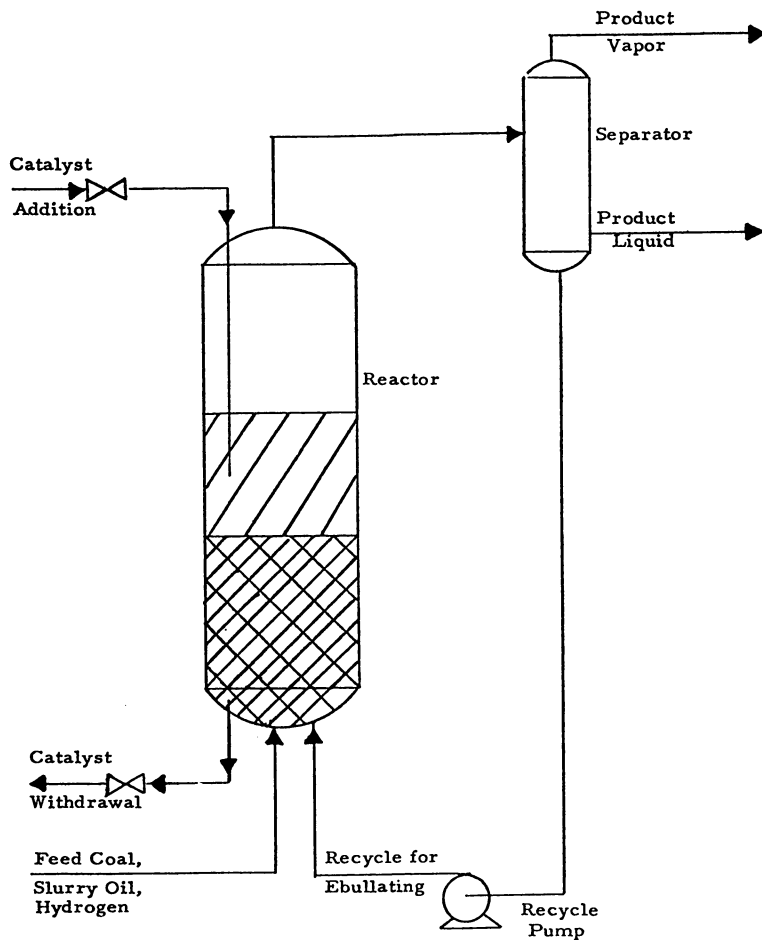 Product
Vapor
Separator
Catalyst
Addition
Product
Liquid
Reactor
Catalyst
Withdrawal
Feed Coal,
Slurry Oil,
Hydrogen
Recycle for
Ebullating
Recycle
Pump